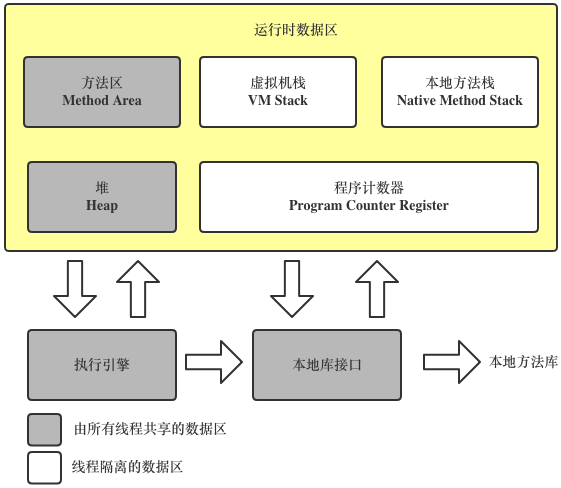 运行时数据区
方法区
Method Area
虚拟机栈
VM Stack
本地方法栈
Native Method Stack
堆
Heap
程序计数器
Program Counter Register
执行引擎
本地库接口
本地方法库
由所有线程共享的数据区
线程隔离的数据区